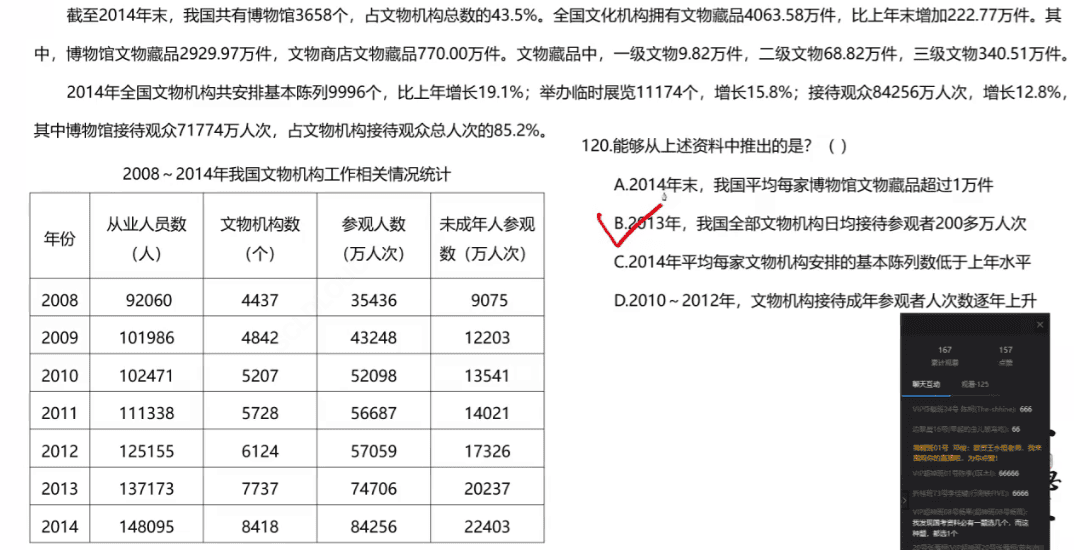 截至2014年末，我国共有博物馆3658个，占文物机构总数的43.5%。全国文化机构拥有文物藏品4063.58万件，比上年末增加222.77万件。其
中，博物馆文物藏品2929.97万件，文物商店文物藏品770.00万件。文物藏品中，一级文物9.82万件，二级文物68.82万件，三级文物340.51万件。
2014年全国文物机构共安排基本陈列9996个，比上年增长19.1%；举办临时展览11174个，增长15.8%；接待观众84256万人次，增长12.8%，
其中博物馆接待观众71774万人次，占文物机构接待观众总人次的85.2%。
2008～2014年我国文物机构工作相关情况统计
年份 从业人员数（人） 文物机构数（个） 参观人数（万人次） 未成年人参观数（万人次）
2008 92060 4437 35436 9075
2009 101986 4842 43248 12203
2010 102471 5207 52098 13541
2011 111338 5728 56687 14021
2012 125155 6124 57059 17326
2013 137173 7737 74706 20237
2014 148095 8418 84256 22403
120.能够从上述资料中推出的是？（ ）
A.2014年末，我国平均每家博物馆文物藏品超过1万件
B.2013年，我国全部文物机构日均接待参观者200多万人次
C.2014年平均每家文物机构安排的基本陈列数低于上年水平
D.2010～2012年，文物机构接待成年参观者人次数逐年上升
167 157
累计观看 点赞
聊天互动 观看·125
666
66
66666
6666
我发现国考资料必有一题选几个，而这
种题，都选1个